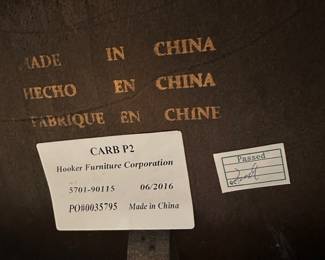 MADE IN CHINA
HECHO EN CHINA
FABRIQUE EN CHINE
CARB P2
Hooker Furniture Corporation
5701-90115 06/2016
PO#0035795 Made in China
Passed